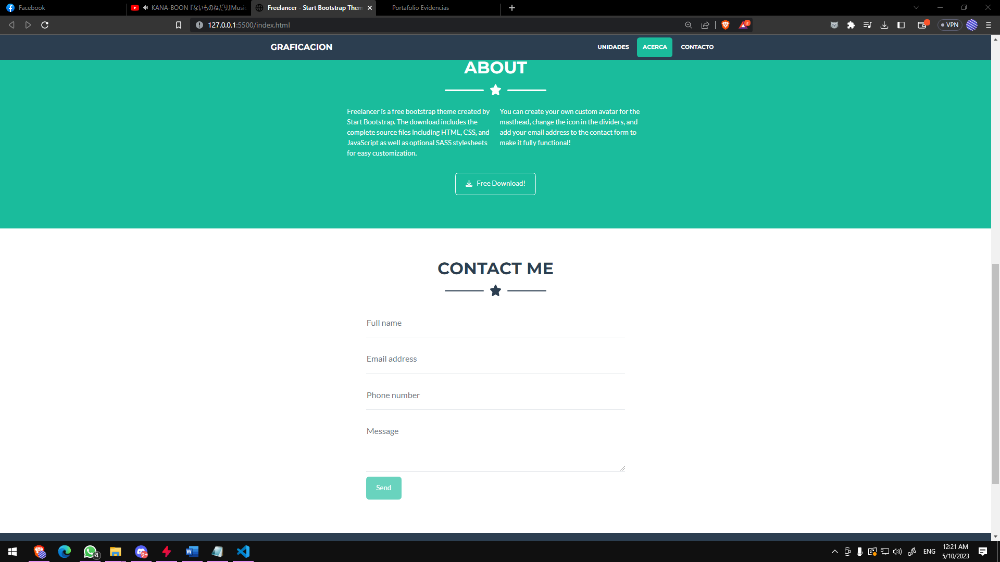 Facebook
KANA-BOON『ないものねだり』Music
Freelancer - Start Bootstrap Them
Portafolio Evidencias
127.0.0.1:5500/index.html
2
VPN
GRAFICACION
UNIDADES
ACERCA
CONTACTO
ABOUT
Freelancer is a free bootstrap theme created by
Start Bootstrap. The download includes the
complete source files including HTML, CSS, and
JavaScript as well as optional SASS stylesheets
for easy customization.
You can create your own custom avatar for the
masthead, change the icon in the dividers, and
add your email address to the contact form to
make it fully functional!
Free Download!
CONTACT ME
Full name
Email address
Phone number
Message
Send
4
9+
W
ENG
12:21 AM
5/10/2023